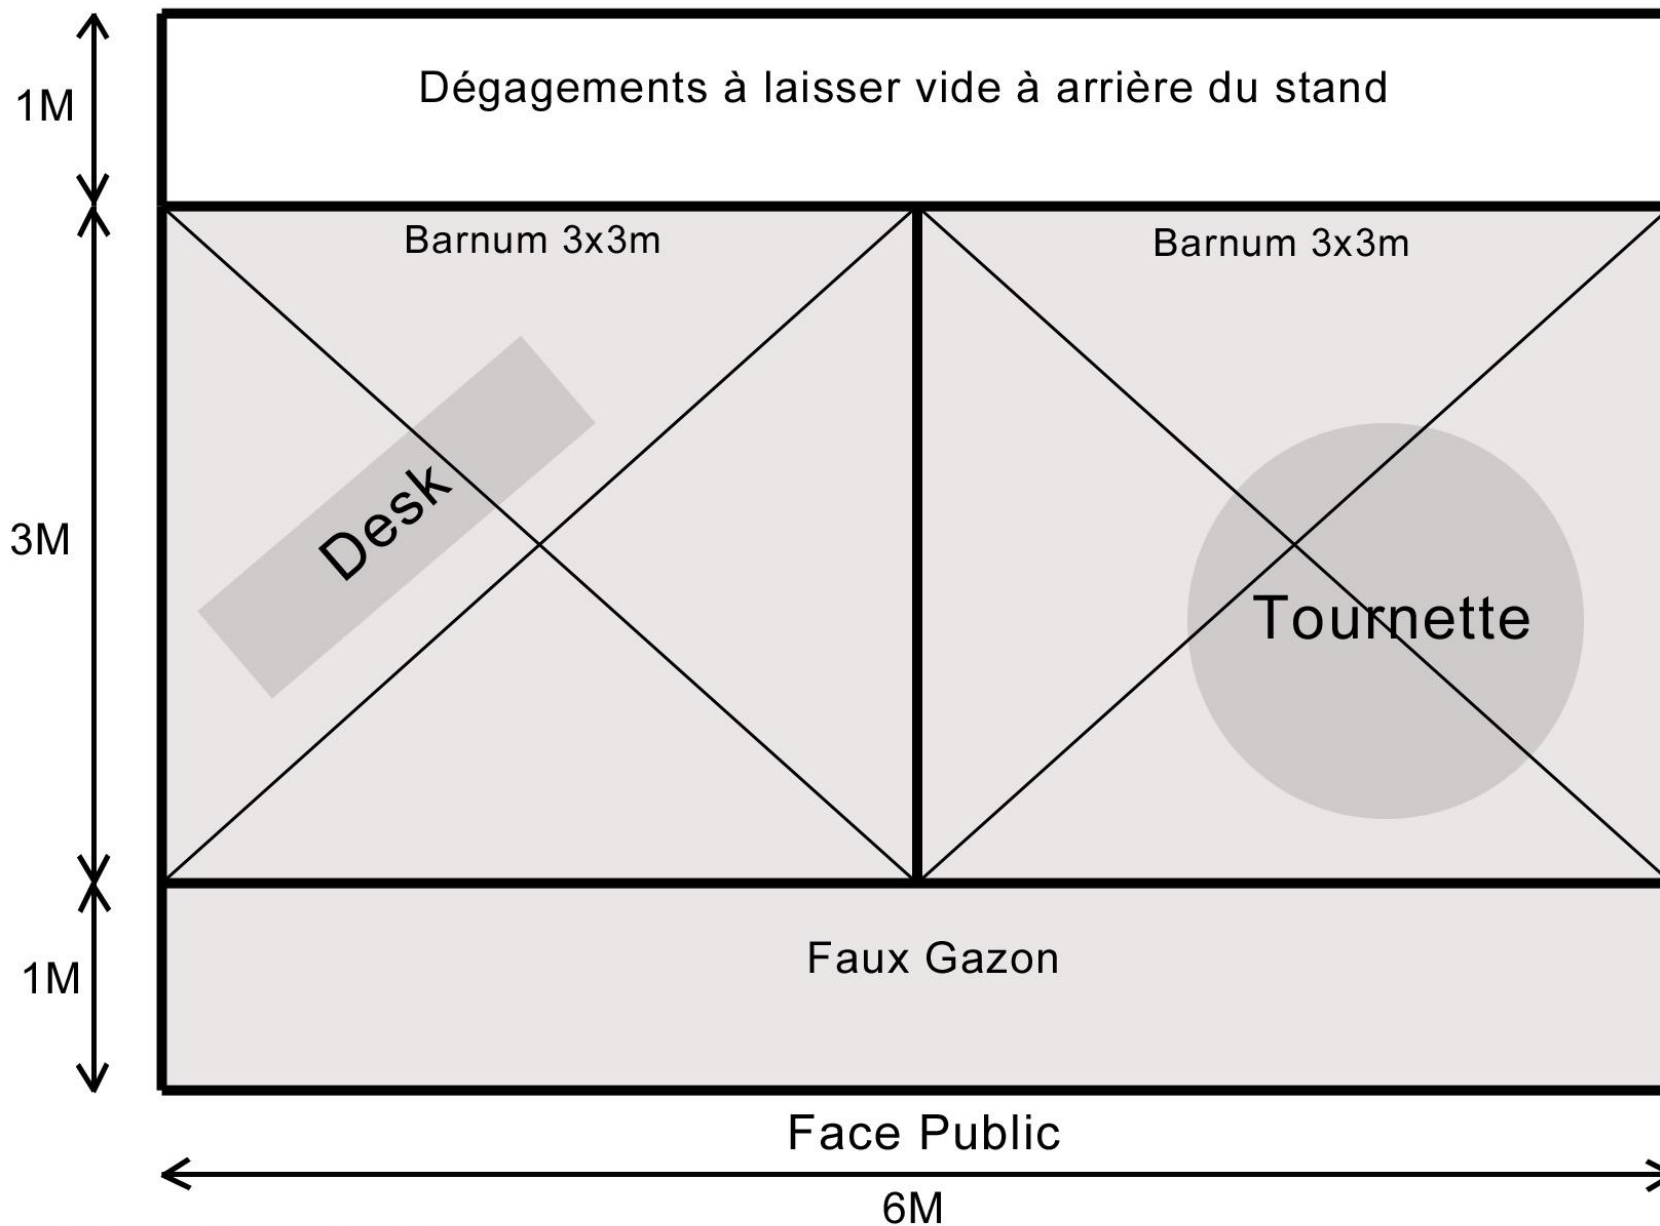 1M
Dégagements à laisser vide à arrière du stand
Barnum 3x3m
Barnum 3x3m
3M
Desk
Tournette
1M
Faux Gazon
Face Public
6M